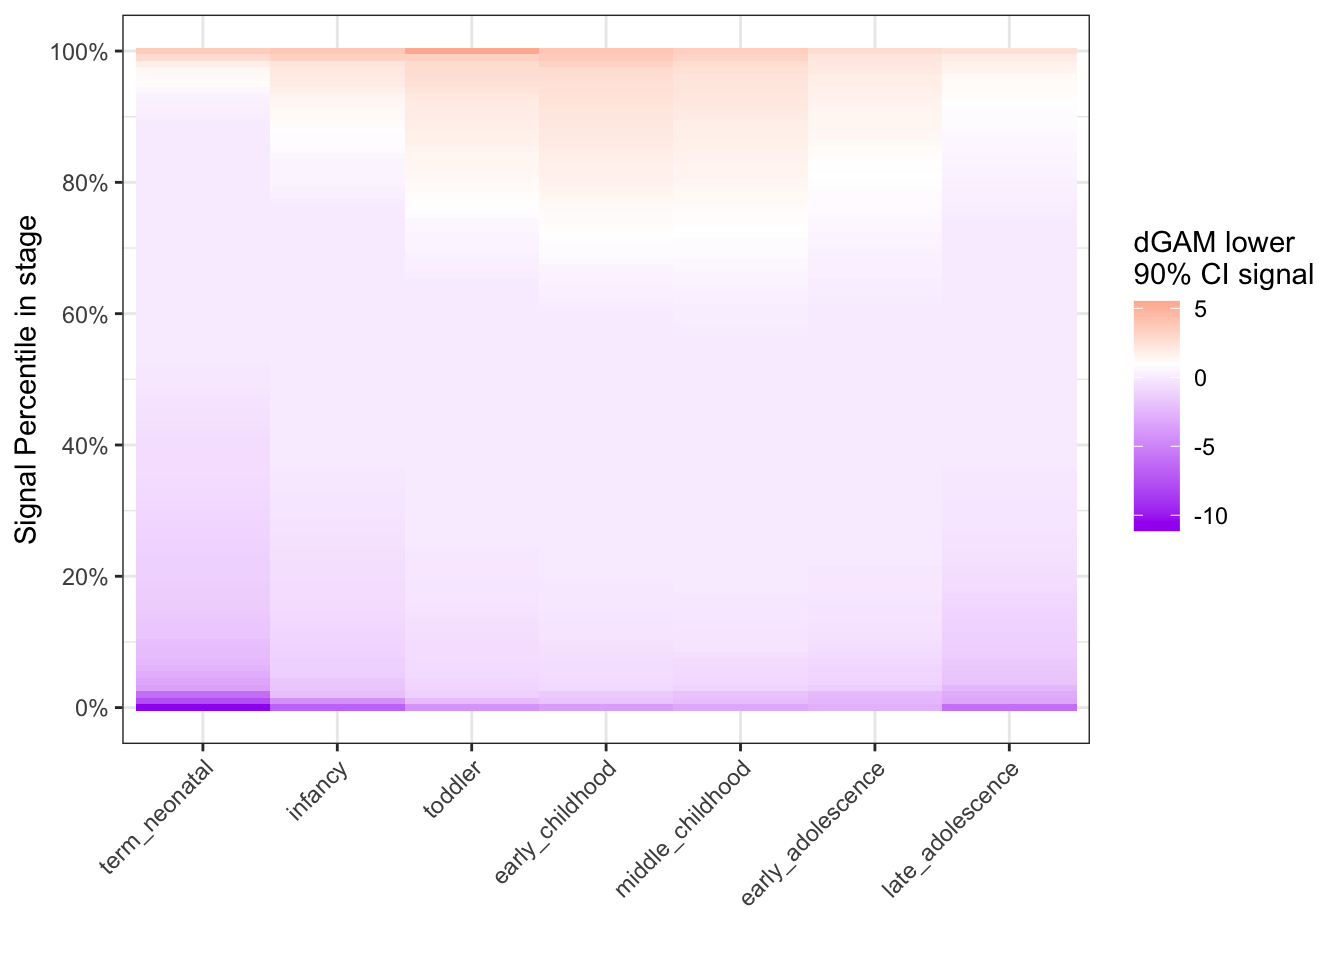 100%
80%
60%
40%
20%
0%
Signal Percentile in stage
term_neonatal
infancy
toddler
early_childhood
middle_childhood
early_adolescence
late_adolescence
dGAM lower
90% CI signal
5
0
-5
-10